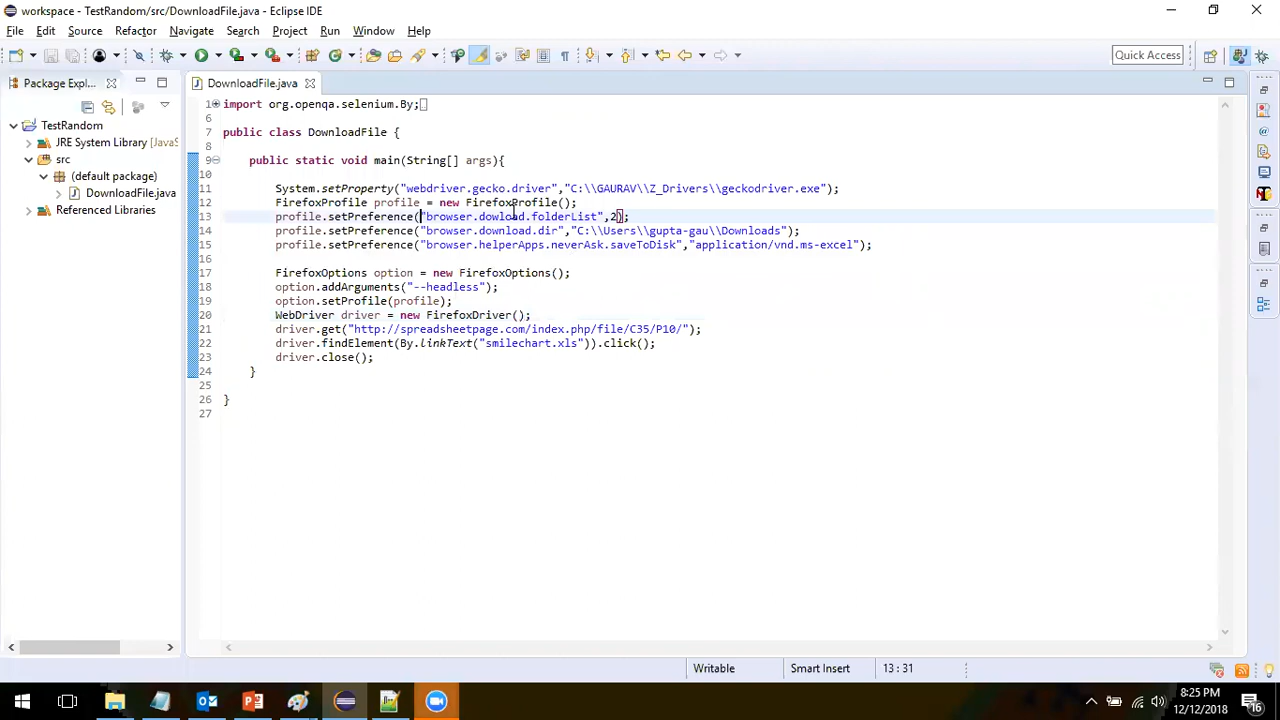 workspace - TestRandom/src/DownloadFile.java - Eclipse IDE
File Edit Source Refactor Navigate Search Project Run Window Help
Quick Access
Package Expl...
DownloadFile.java
TestRandom
JRE System Library [JavaS
src
(default package)
DownloadFile.java
Referenced Libraries
1 import org.openqa.selenium.By;
6
7 public class DownloadFile {
8
9 public static void main(String[] args){
10
11 System.setProperty("webdriver.gecko.driver","C:\\GAURAV\\Z_Drivers\\geckodriver.exe");
12 FirefoxProfile profile = new FirefoxProfile();
13 profile.setPreference("browser.dowload.folderList",2);
14 profile.setPreference("browser.download.dir","C:\\Users\\gupta-gau\\Downloads");
15 profile.setPreference("browser.helperApps.neverAsk.saveToDisk","application/vnd.ms-excel");
16
17 FirefoxOptions option = new FirefoxOptions();
18 option.addArguments("--headless");
19 option.setProfile(profile);
20 WebDriver driver = new FirefoxDriver();
21 driver.get("http://spreadsheetpage.com/index.php/file/C35/P10/");
22 driver.findElement(By.linkText("smilechart.xls")).click();
23 driver.close();
24 }
25
26 }
27
Writable Smart Insert 13 : 31
8:25 PM
12/12/2018
16